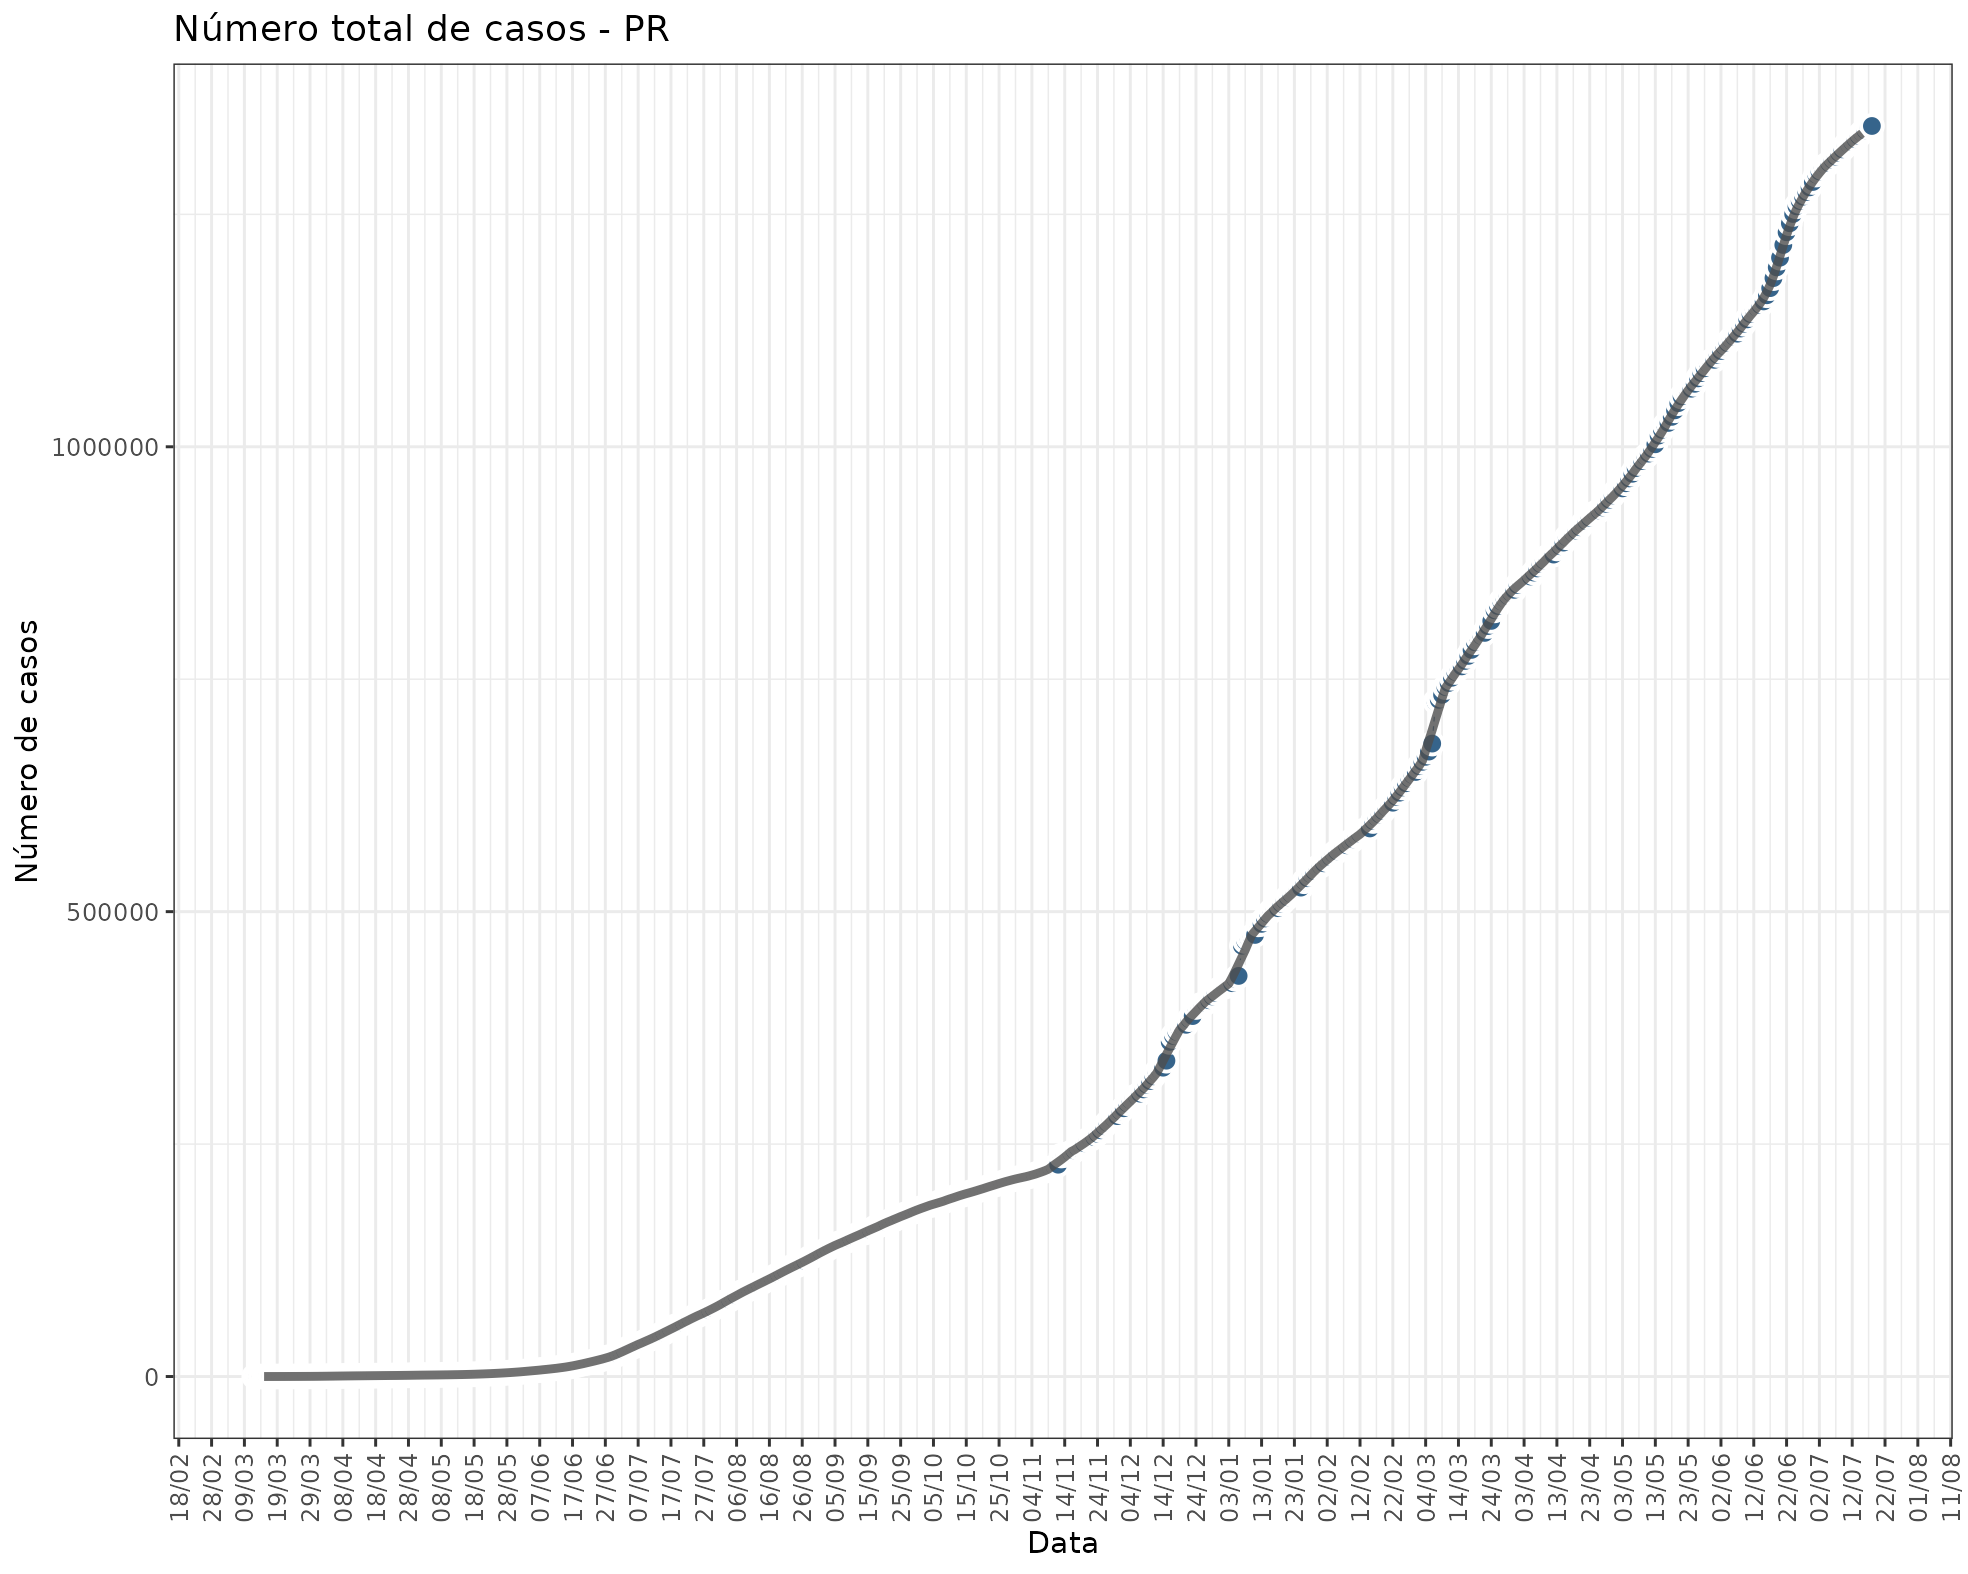 Número total de casos - PR
Número de casos
1000000
500000
0
18/02 28/02 09/03 19/03 29/03 08/04 18/04 28/04 08/05 18/05 28/05 07/06 17/06 27/06 07/07 17/07 27/07 06/08 16/08 26/08 05/09 15/09 25/09 05/10 15/10 25/10 04/11 14/11 24/11 04/12 14/12 24/12 03/01 13/01 23/01 02/02 12/02 22/02 04/03 14/03 24/03 03/04 13/04 23/04 03/05 13/05 23/05 02/06 12/06 22/06 02/07 12/07 22/07 01/08 11/08
Data